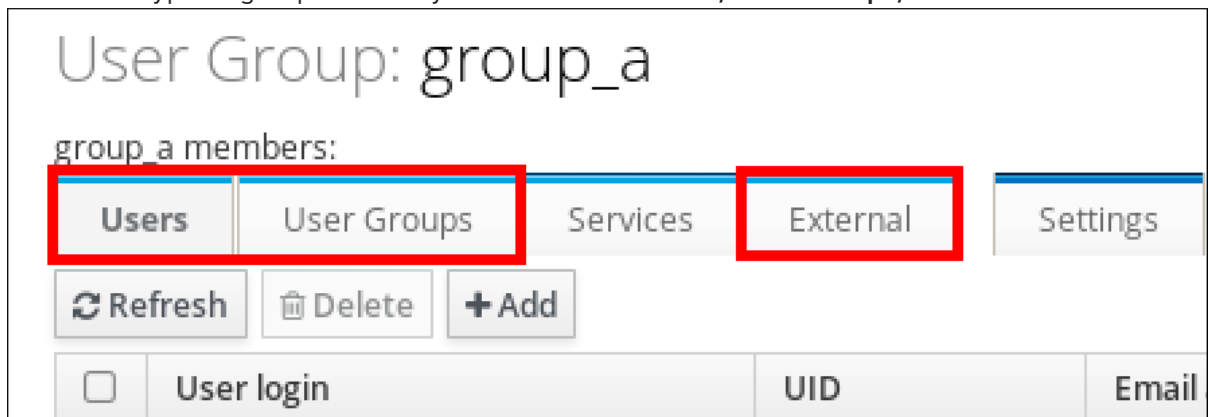 User Group: group_a
group_a members:
Users User Groups Services External Settings
Refresh Delete Add
User login UID Email